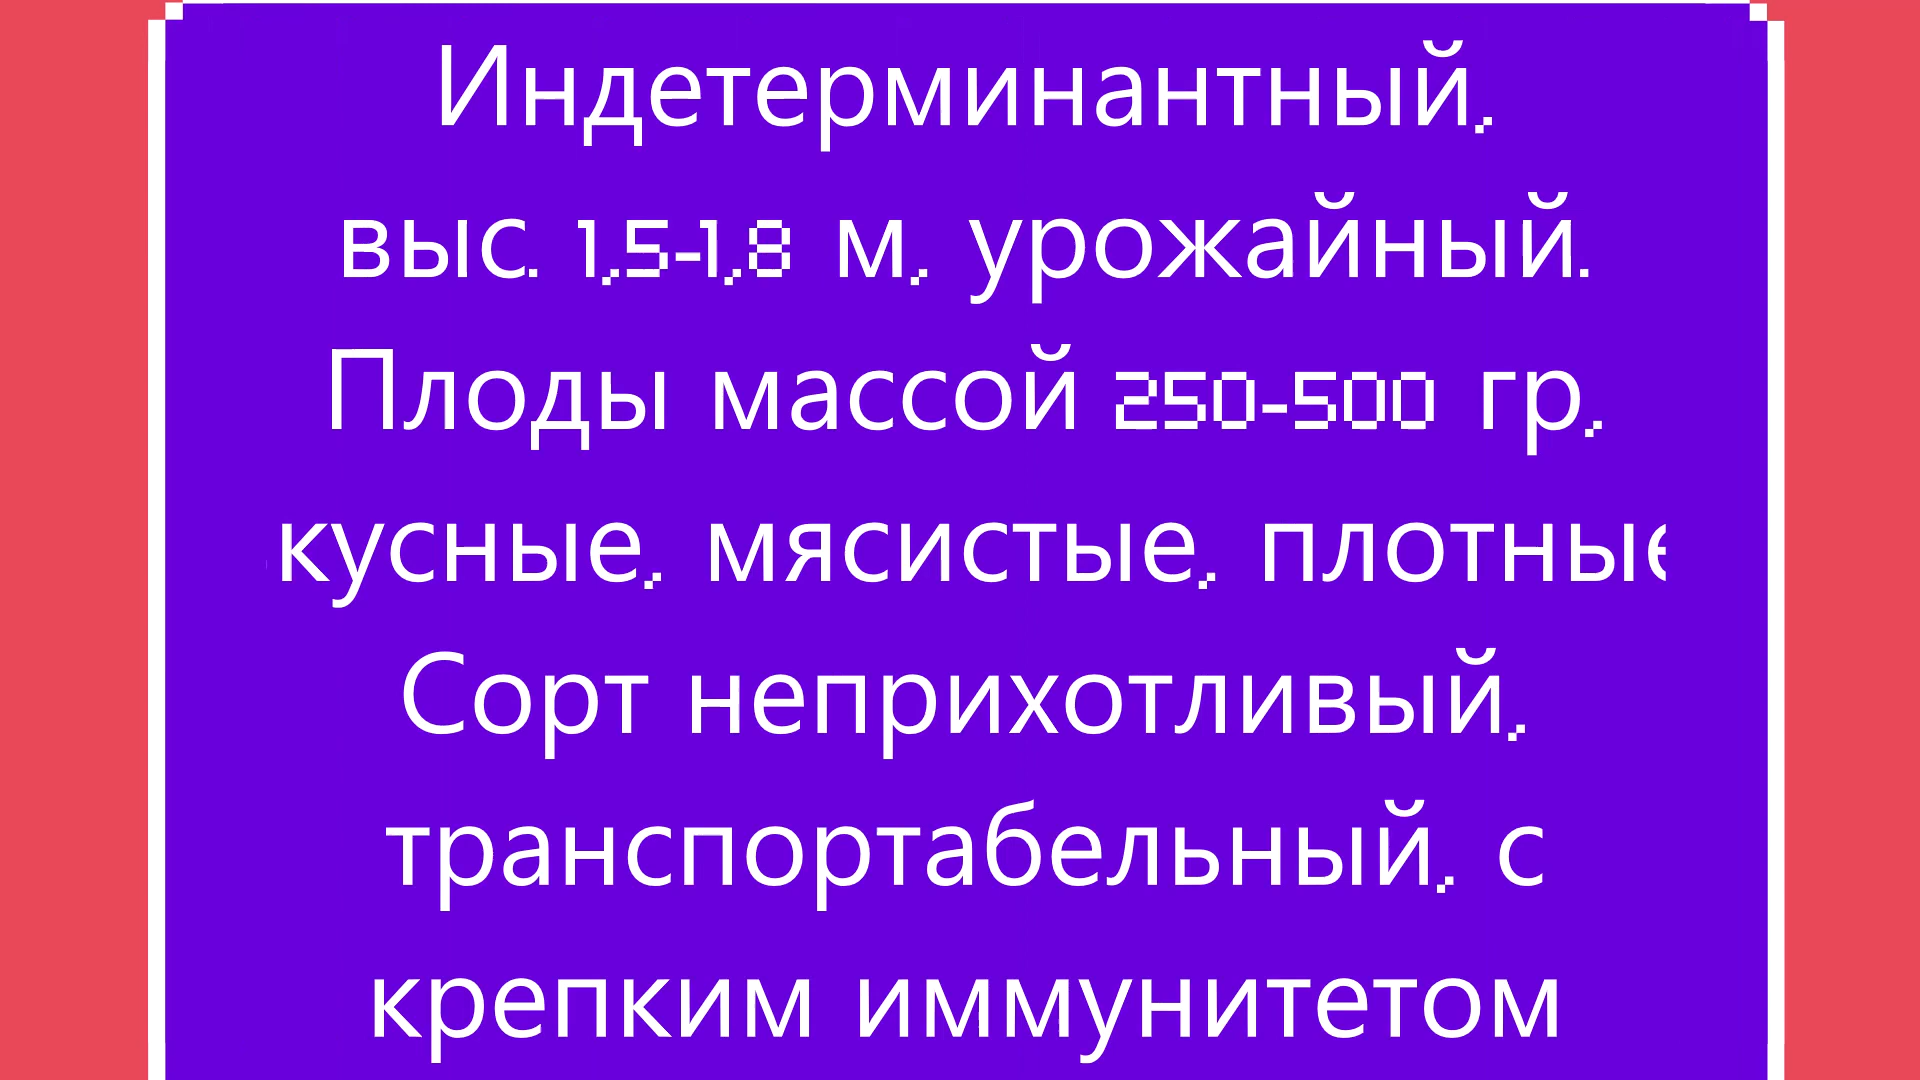 Индетерминантный,
выс. 1,5-1,8 м, урожайный.
Плоды массой 250-500 гр,
кусные, мясистые, плотные
Сорт неприхотливый,
транспортабельный, с
крепким иммунитетом